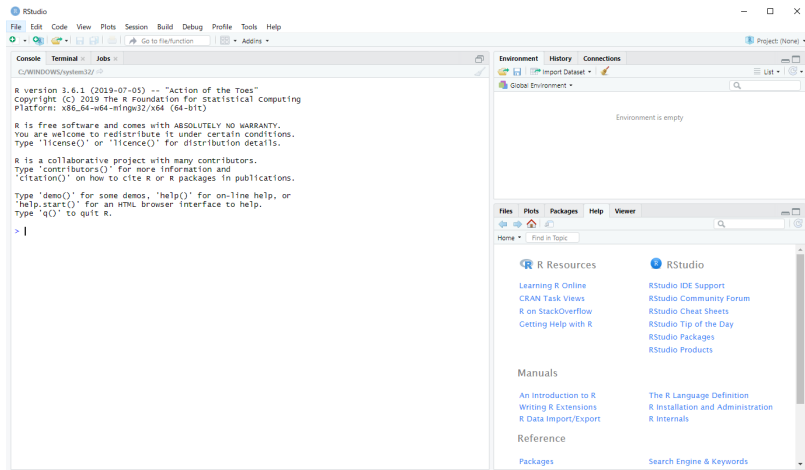 RStudio
File Edit Code View Plots Session Build Debug Profile Tools Help
Go to file/function Addins Project: (None)
Console Terminal Jobs
C:/WINDOWS/system32/
R version 3.6.1 (2019-07-05) -- "Action of the Toes"
Copyright (C) 2019 The R Foundation for Statistical Computing
Platform: x86_64-w64-mingw32/x64 (64-bit)
R is free software and comes with ABSOLUTELY NO WARRANTY.
You are welcome to redistribute it under certain conditions.
Type 'license()' or 'licence()' for distribution details.
R is a collaborative project with many contributors.
Type 'contributors()' for more information and
'citation()' on how to cite R or R packages in publications.
Type 'demo()' for some demos, 'help()' for on-line help, or
'help.start()' for an HTML browser interface to help.
Type 'q()' to quit R.
>
Environment History Connections
Import Dataset List
Global Environment
Environment is empty
Files Plots Packages Help Viewer
Home Find in Topic
R Resources
Learning R Online
CRAN Task Views
R on StackOverflow
Getting Help with R
RStudio
RStudio IDE Support
RStudio Community Forum
RStudio Cheat Sheets
RStudio Tip of the Day
RStudio Packages
RStudio Products
Manuals
An Introduction to R The R Language Definition
Writing R Extensions R Installation and Administration
R Data Import/Export R Internals
Reference
Packages Search Engine & Keywords